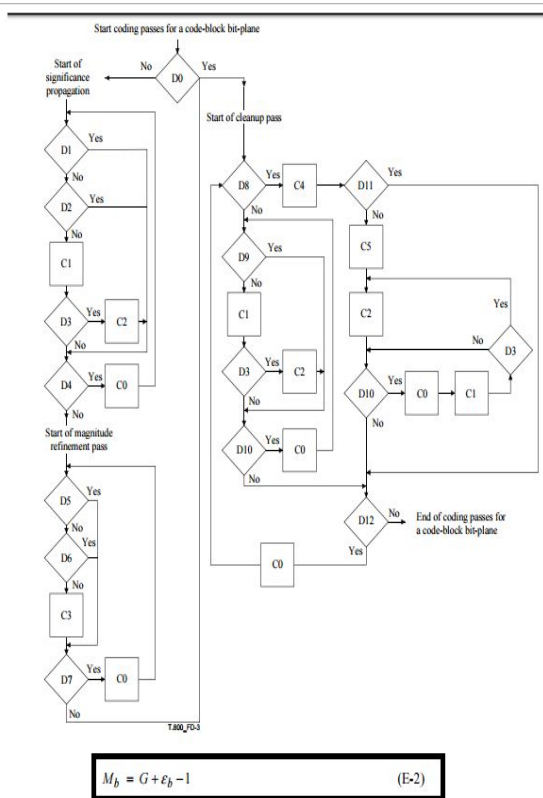 Start coding passes for a code-block bit-plane
D0
No
Yes
Start of
significance
propagation
D1
Yes
No
D2
Yes
No
C1
D3
Yes
C2
No
D4
Yes
C0
No
Start of magnitude
refinement pass
D5
Yes
No
D6
Yes
No
C3
D7
Yes
C0
No
Start of cleanup pass
D8
Yes
C4
No
D9
Yes
No
C1
D3
Yes
C2
No
D10
Yes
C0
No
D11
Yes
No
C5
C2
D10
Yes
C0
C1
No
D3
Yes
No
D12
No
End of coding passes for
a code-block bit-plane
Yes
C0
T.800_FD-3
M_b = G + ε_b − 1 (E-2)